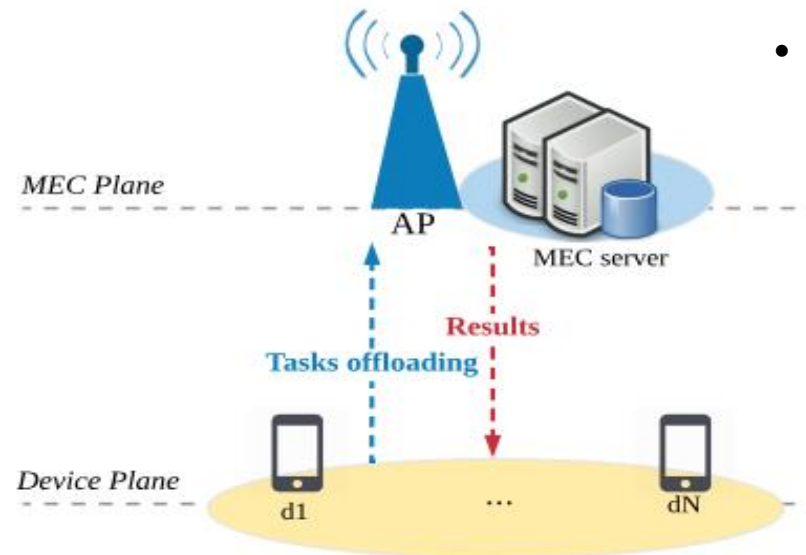 •
MEC Plane
AP
MEC server
Results
Tasks offloading
Device Plane
d1
...
dN